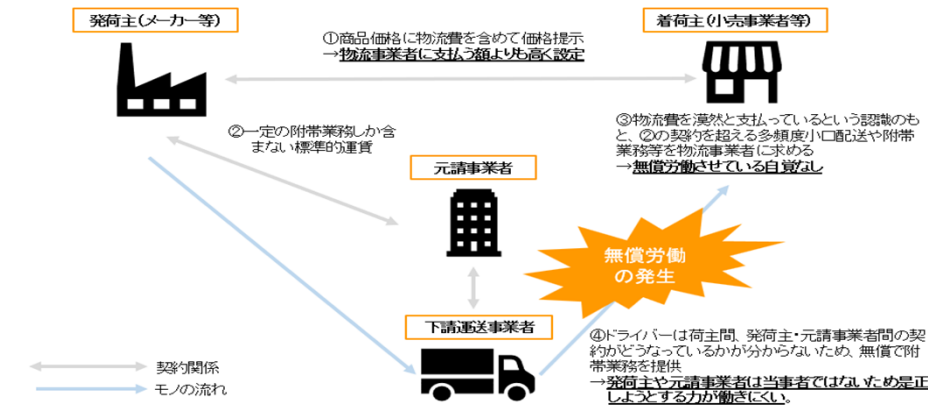 発荷主(メーカー等)
着荷主(小売事業者等)
①商品価格に物流費を含めて価格提示
→物流事業者に支払う額よりも高く設定
②一定の附帯業務しか含
まない標準的運賃
③物流費を漠然と支払っているという認識のも
と、②の契約を超える多頻度小口配送や附帯
業務等を物流事業者に求める
→無償労働させている自覚なし
元請事業者
無償労働
の発生
下請運送事業者
④ドライバーは荷主間、発荷主・元請事業者間の契
約がどうなっているかが分からないため、無償で附
帯業務を提供
→発荷主や元請事業者は当事者ではないため是正
しようとする力が働きにくい。
契約関係
モノの流れ